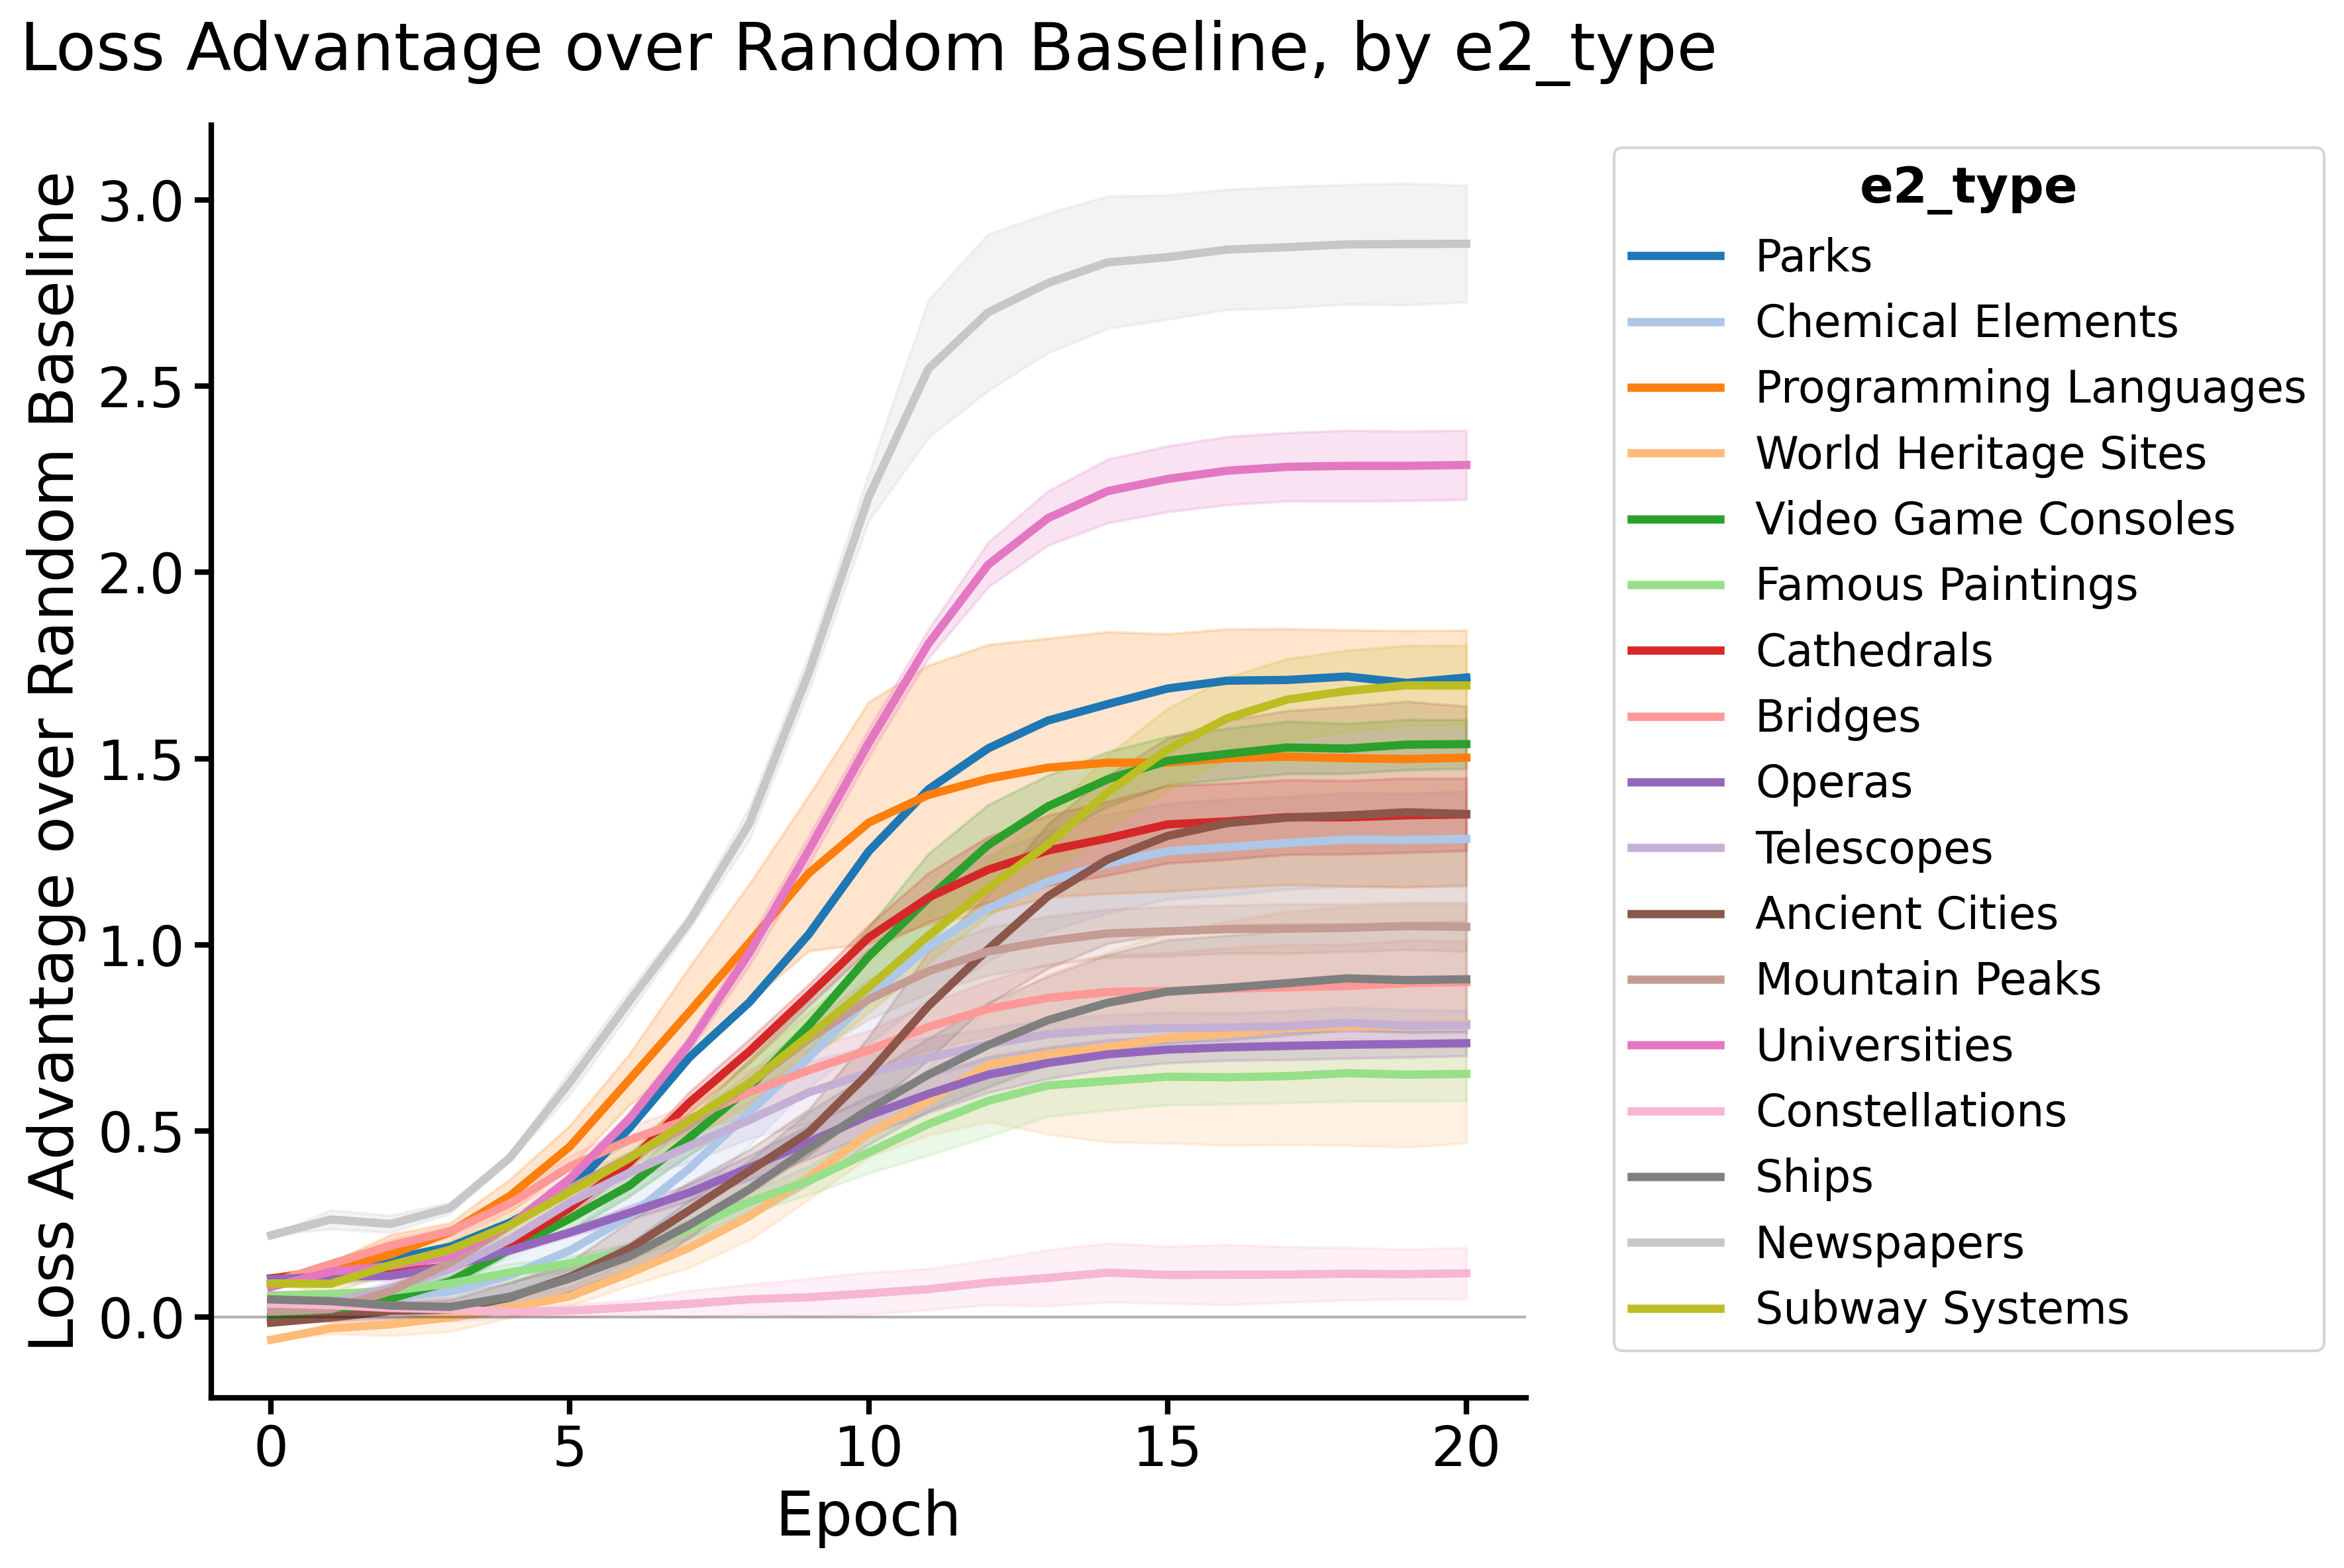 Loss Advantage over Random Baseline, by e2_type
Loss Advantage over Random Baseline
3.0
2.5
2.0
1.5
1.0
0.5
0.0
0
5
10
15
20
Epoch
e2_type
Parks
Chemical Elements
Programming Languages
World Heritage Sites
Video Game Consoles
Famous Paintings
Cathedrals
Bridges
Operas
Telescopes
Ancient Cities
Mountain Peaks
Universities
Constellations
Ships
Newspapers
Subway Systems